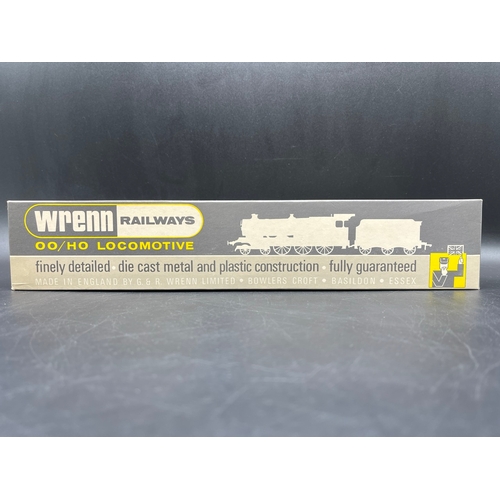 wrenn RAILWAYS
OO/HO LOCOMOTIVE
finely detailed · die cast metal and plastic construction · fully guaranteed
MADE IN ENGLAND BY G & R WRENN LIMITED • BOWLERS CROFT • BASILDON • ESSEX